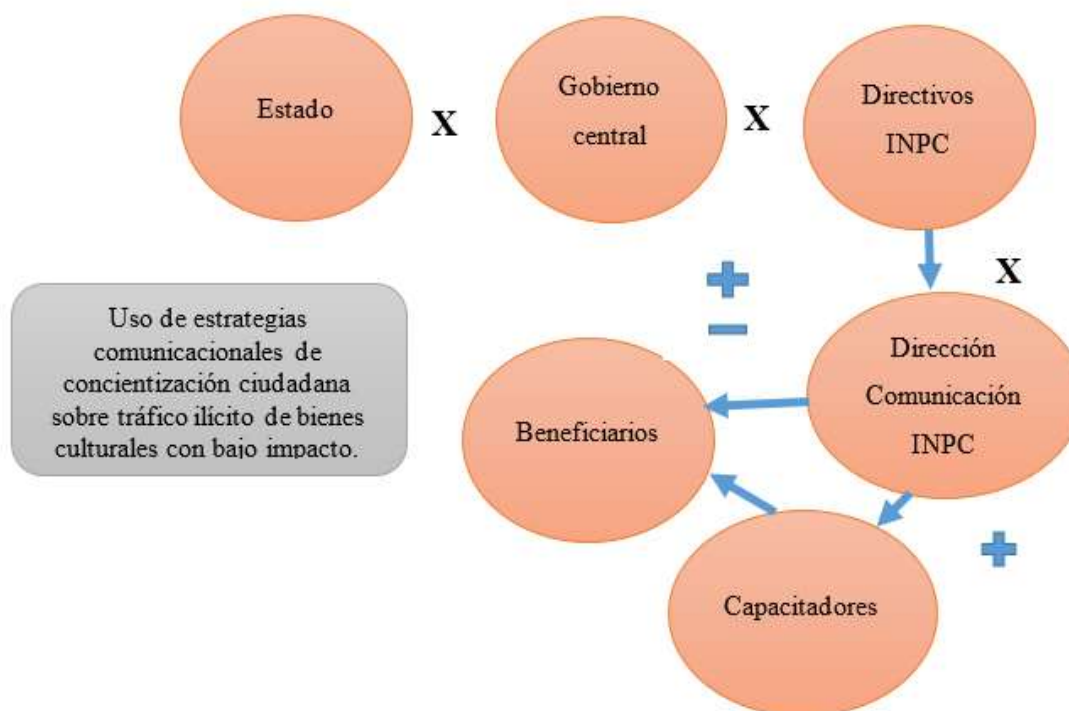 Estado
X
Gobierno
central
X
Directivos
INPC
X
Uso de estrategias
comunicacionales de
concientización ciudadana
sobre tráfico ilícito de bienes
culturales con bajo impacto.
Beneficiarios
Dirección
Comunicación
INPC
Capacitadores